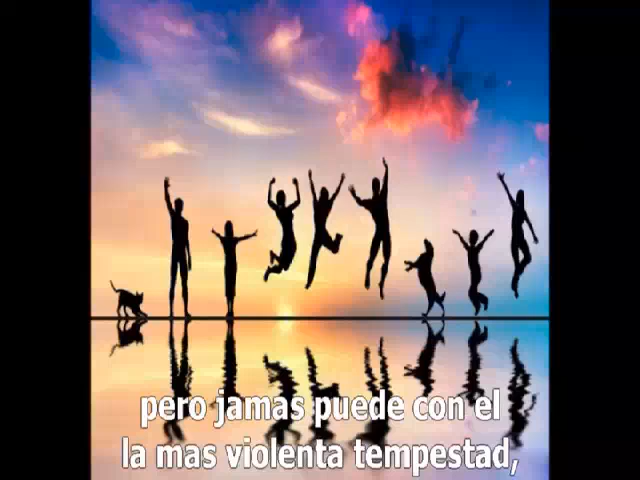 pero jamas puede con el
la mas violenta tempestad,